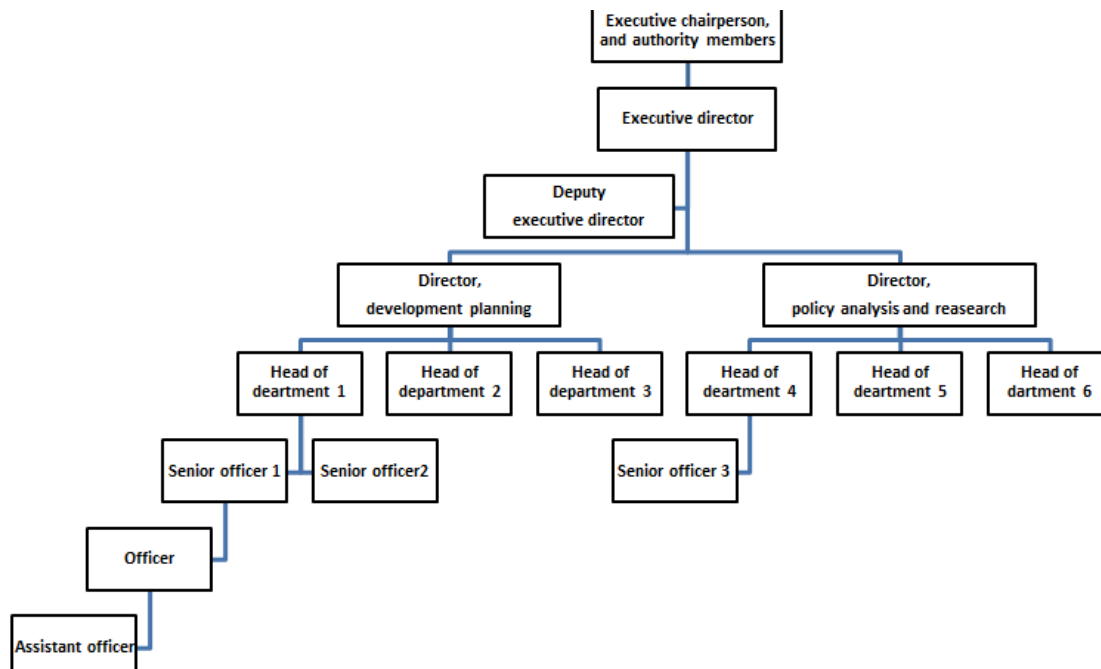 Executive chairperson,
and authority members
Executive director
Deputy
executive director
Director,
development planning
Director,
policy analysis and reasearch
Head of
deartment 1
Head of
department 2
Head of
department 3
Head of
deartment 4
Head of
deartment 5
Head of
dartment 6
Senior officer 1
Senior officer2
Senior officer 3
Officer
Assistant officer